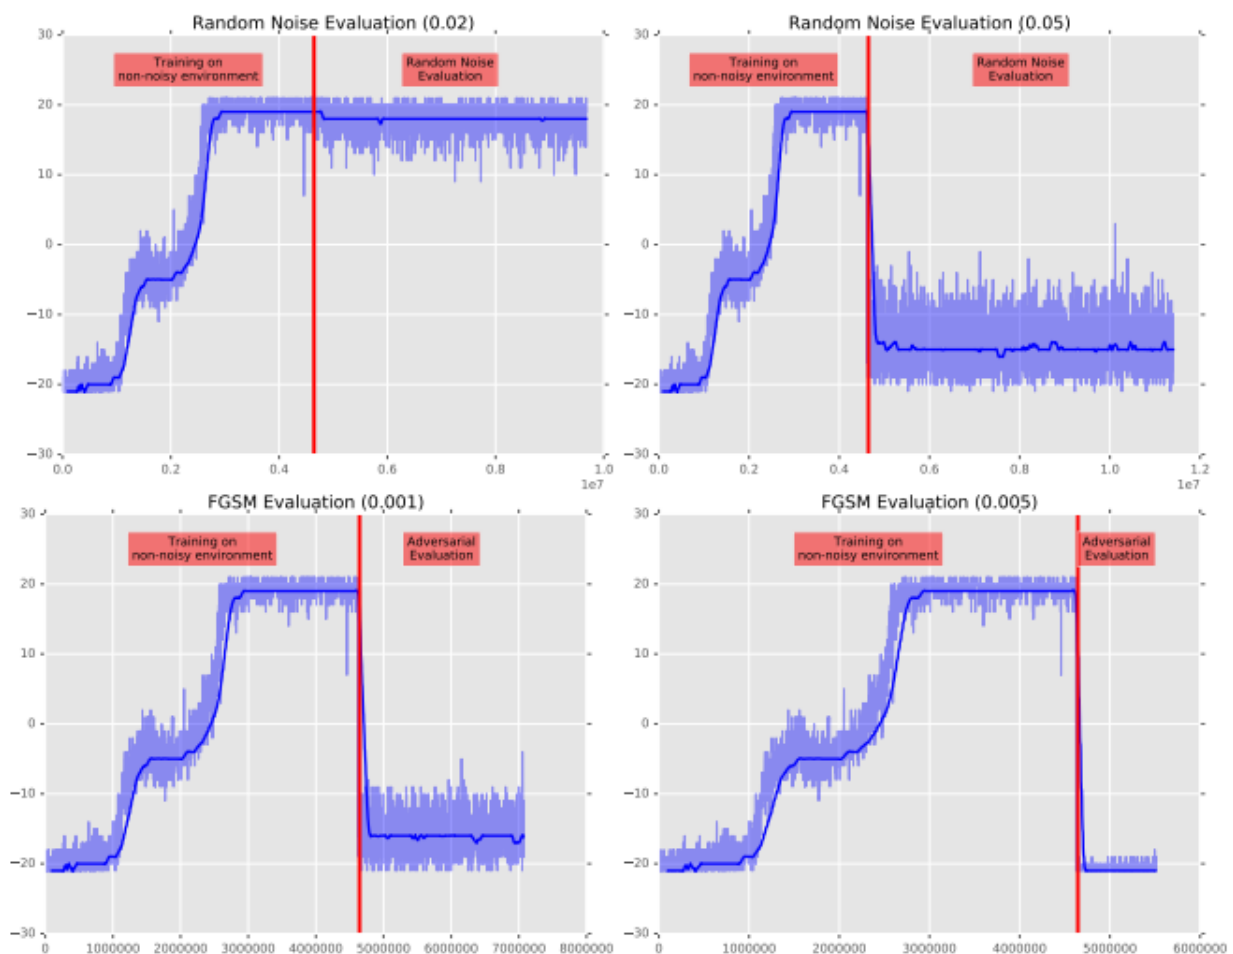 Random Noise Evaluation (0.02)
30
20
10
0
−10
−20
−30
Training on
non-noisy environment
Random Noise
Evaluation
0.0 0.2 0.4 0.6 0.8 1.0
1e7
Random Noise Evaluation (0.05)
30
20
10
0
−10
−20
−30
Training on
non-noisy environment
Random Noise
Evaluation
0.0 0.2 0.4 0.6 0.8 1.0 1.2
1e7
FGSM Evaluation (0.001)
30
20
10
0
−10
−20
−30
Training on
non-noisy environment
Adversarial
Evaluation
0 1000000 2000000 3000000 4000000 5000000 6000000 7000000 8000000
FGSM Evaluation (0.005)
30
20
10
0
−10
−20
−30
Training on
non-noisy environment
Adversarial
Evaluation
0 1000000 2000000 3000000 4000000 5000000 6000000